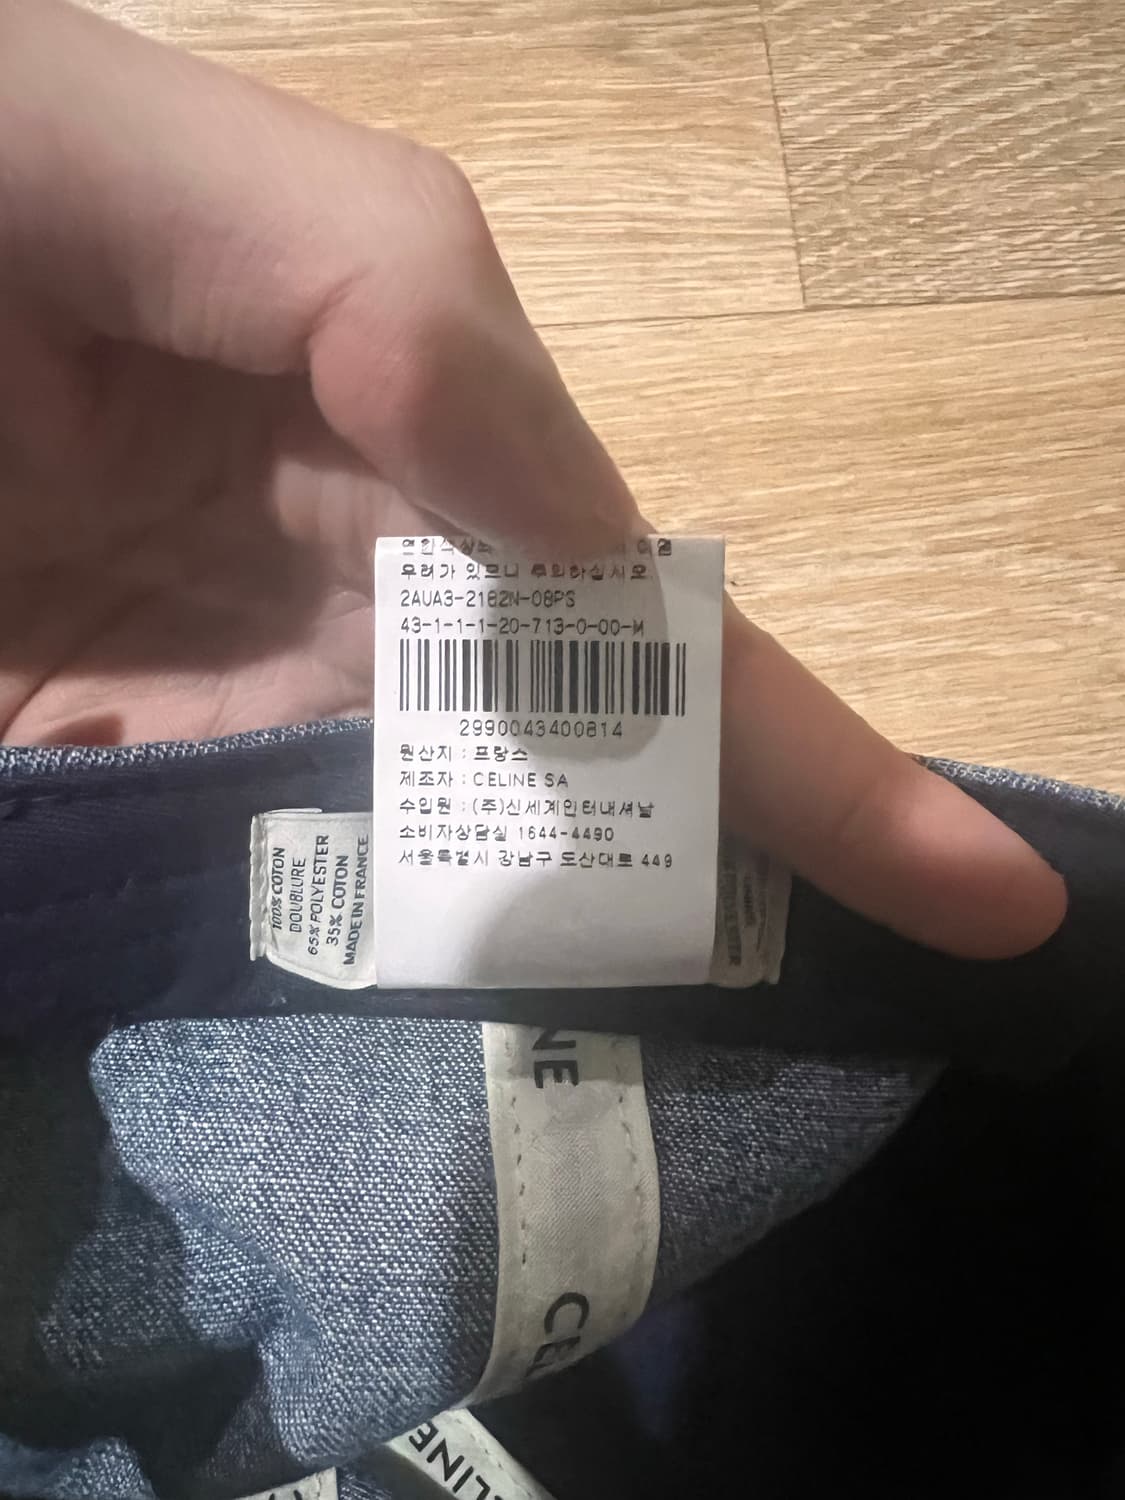 우려가 있으니 주의하십시오
2AUA3-2182N-08PS
43-1-1-1-20-713-0-00-M
2990043400814
원산지 : 프랑스
제조자 : CELINE SA
수입원 : (주)신세계인터내셔날
소비자상담실 1644-4490
서울특별시 강남구 도산대로 449
100% COTON
DOUBLURE
65% POLYESTER
35% COTON
MADE IN FRANCE
NE
CE
ELINE